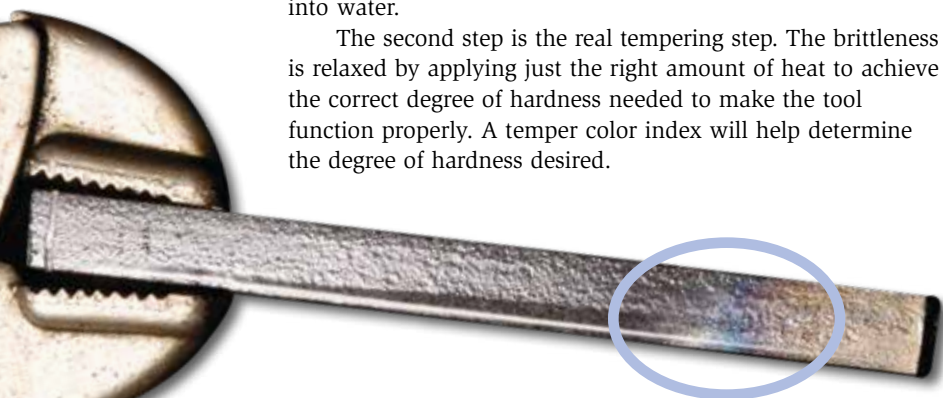 into water.
The second step is the real tempering step. The brittleness
is relaxed by applying just the right amount of heat to achieve
the correct degree of hardness needed to make the tool
function properly. A temper color index will help determine
the degree of hardness desired.